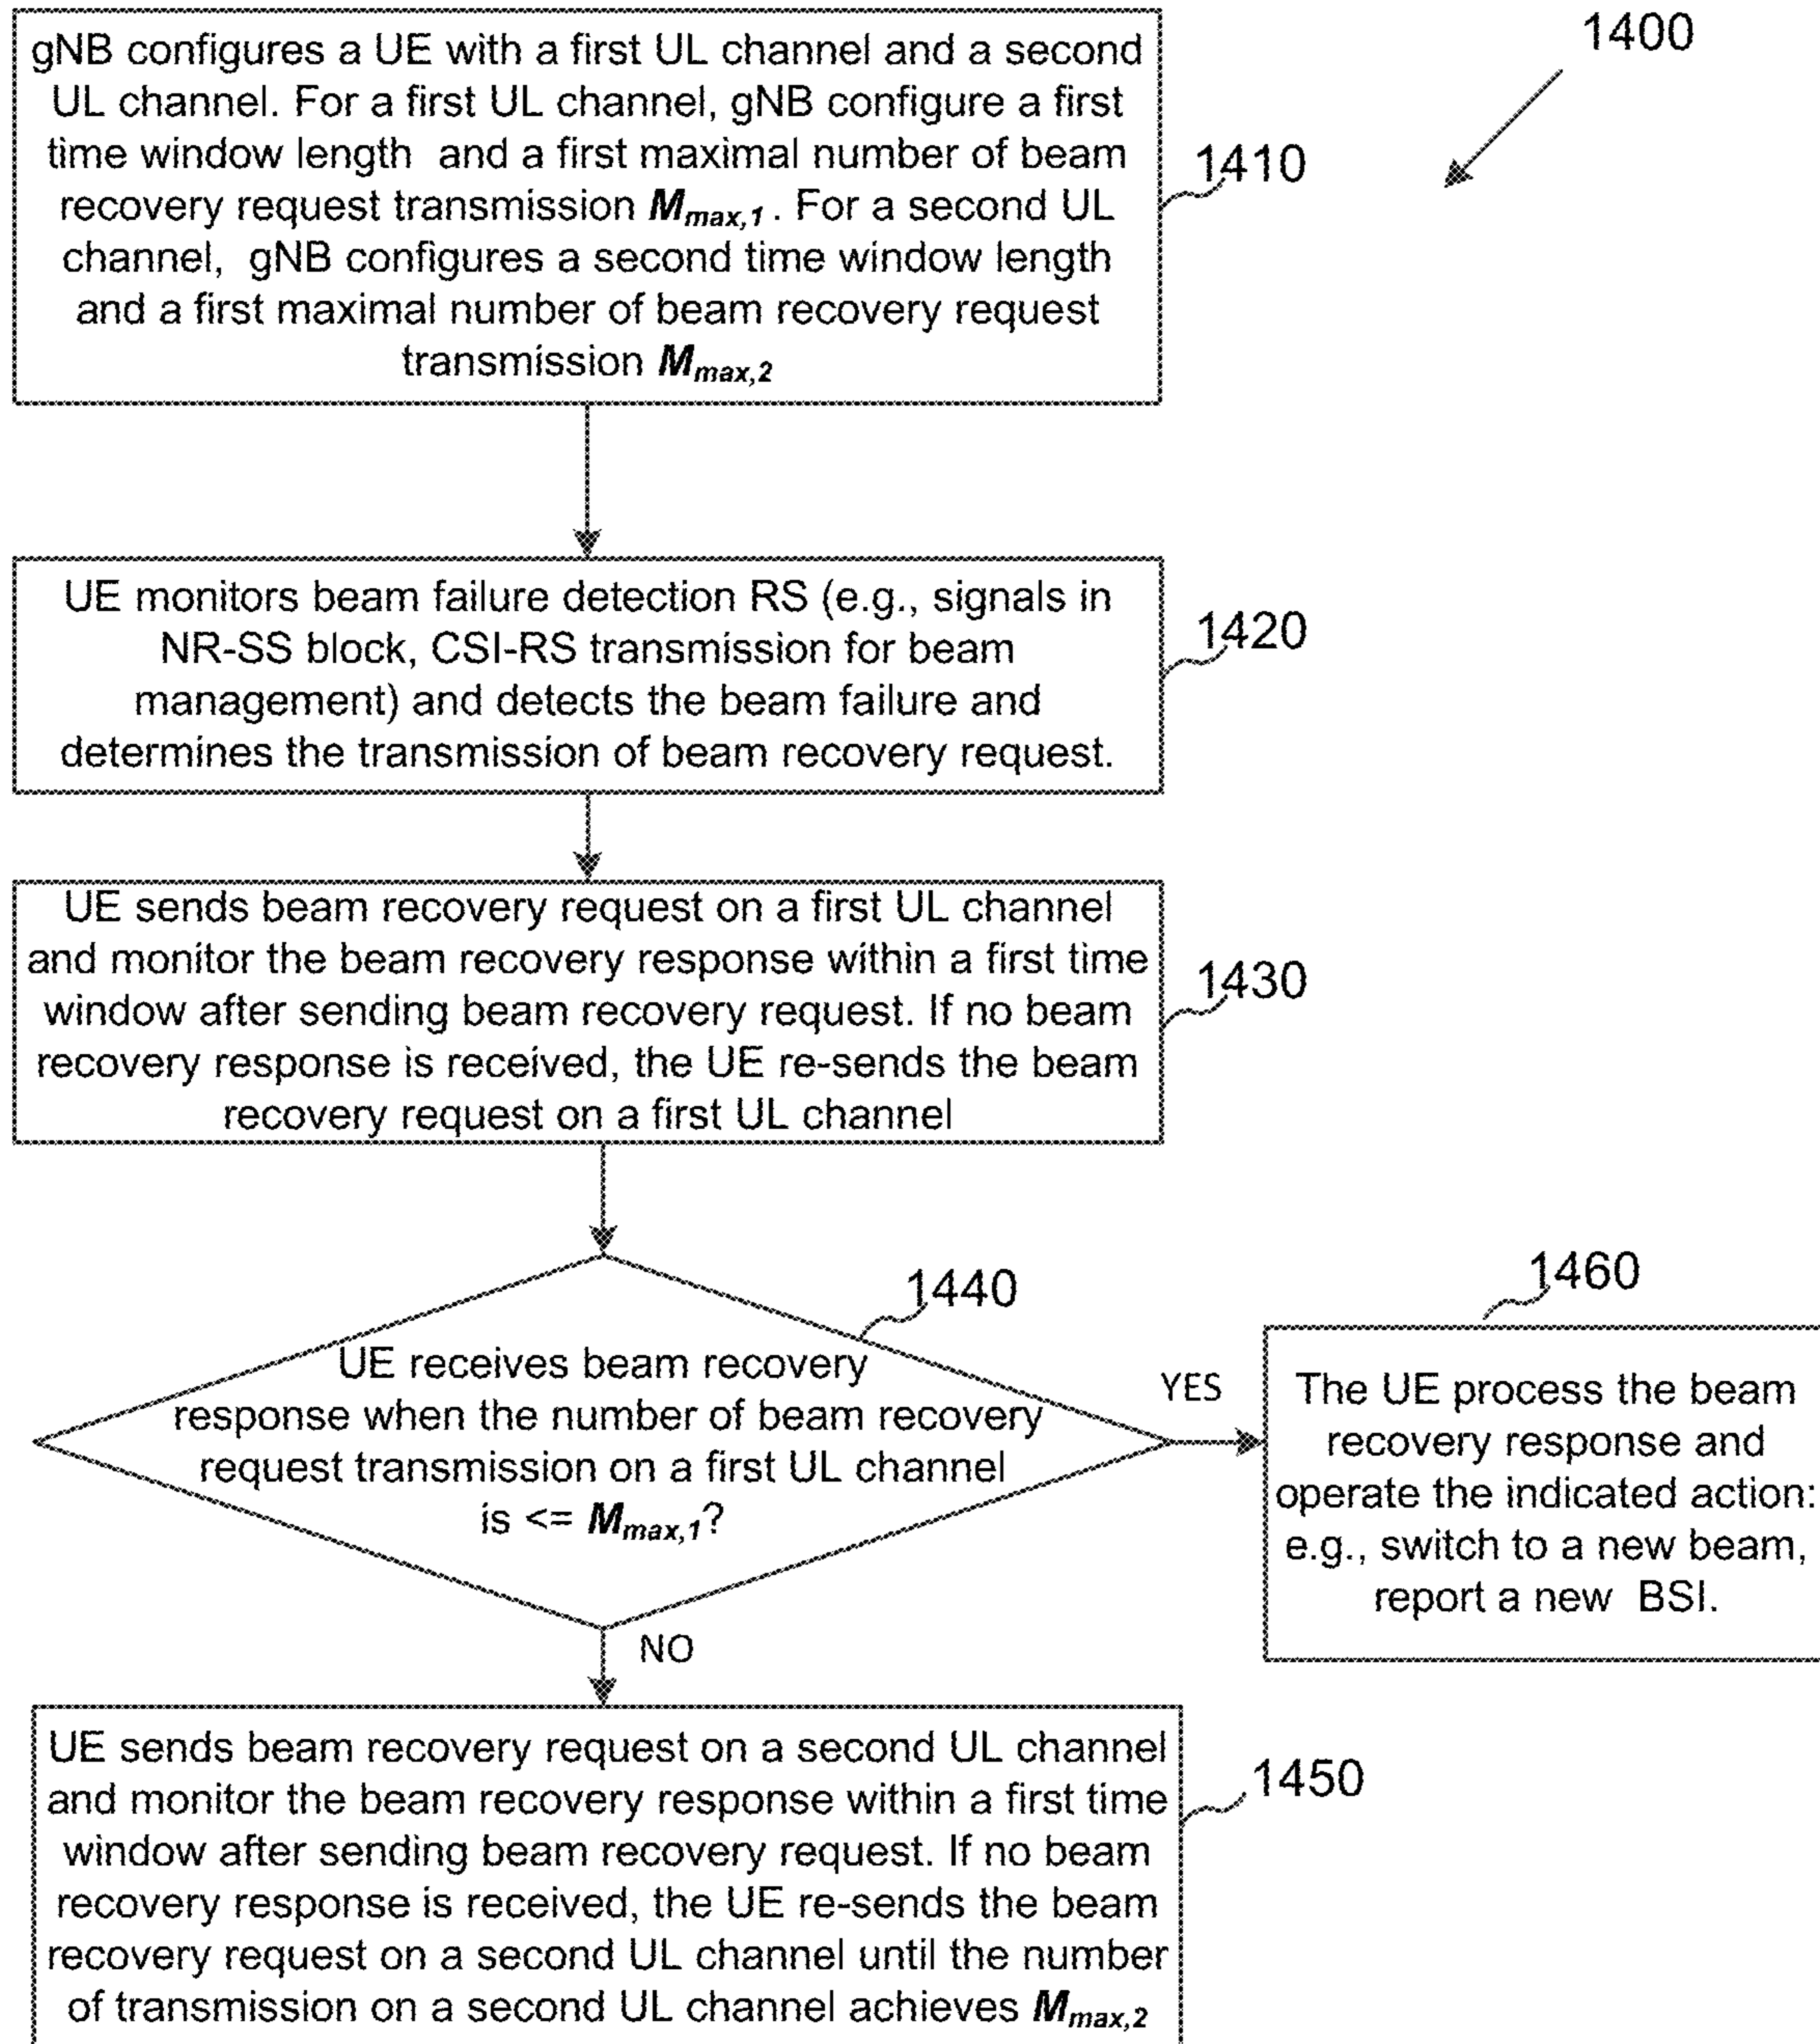 1400
gNB configures a UE with a first UL channel and a second
UL channel. For a first UL channel, gNB configure a first
time window length and a first maximal number of beam
recovery request transmission M_max,1. For a second UL
channel, gNB configures a second time window length
and a first maximal number of beam recovery request
transmission M_max,2
1410
UE monitors beam failure detection RS (e.g., signals in
NR-SS block, CSI-RS transmission for beam
management) and detects the beam failure and
determines the transmission of beam recovery request.
1420
UE sends beam recovery request on a first UL channel
and monitor the beam recovery response within a first time
window after sending beam recovery request. If no beam
recovery response is received, the UE re-sends the beam
recovery request on a first UL channel
1430
1440
UE receives beam recovery
response when the number of beam recovery
request transmission on a first UL channel
is <= M_max,1?
YES
1460
The UE process the beam
recovery response and
operate the indicated action:
e.g., switch to a new beam,
report a new BSI.
NO
UE sends beam recovery request on a second UL channel
and monitor the beam recovery response within a first time
window after sending beam recovery request. If no beam
recovery response is received, the UE re-sends the beam
recovery request on a second UL channel until the number
of transmission on a second UL channel achieves M_max,2
1450